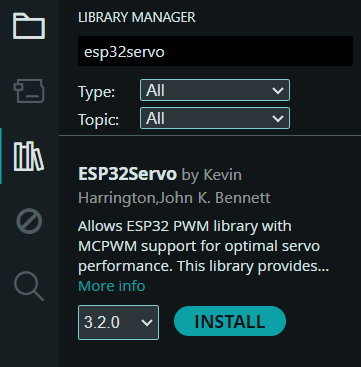 LIBRARY MANAGER
esp32servo
Type: All
Topic: All
ESP32Servo by Kevin
Harrington,John K. Bennett
Allows ESP32 PWM library with
MCPWM support for optimal servo
performance. This library provides...
More info
3.2.0 INSTALL